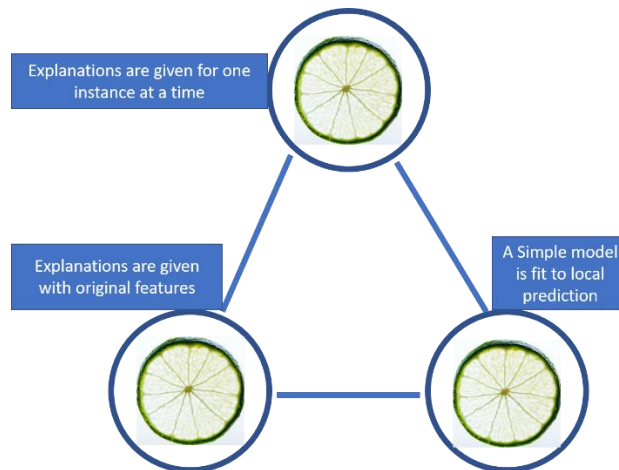 Explanations are given for one
instance at a time
Explanations are given
with original features
A Simple model
is fit to local
prediction